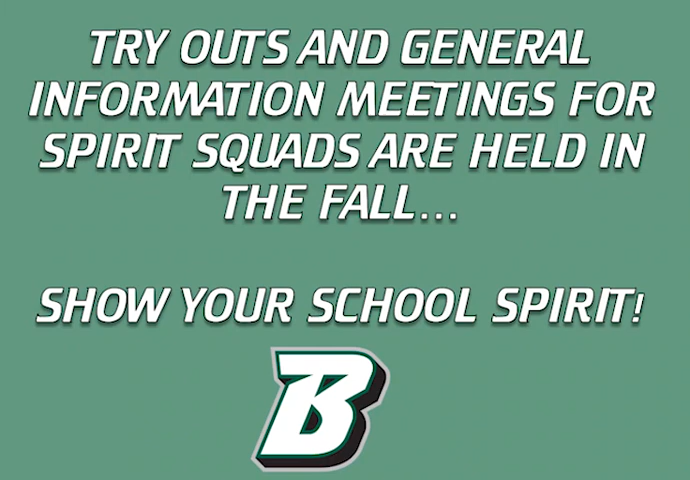 TRY OUTS AND GENERAL
INFORMATION MEETINGS FOR
SPIRIT SQUADS ARE HELD IN
THE FALL...
SHOW YOUR SCHOOL SPIRIT!
B